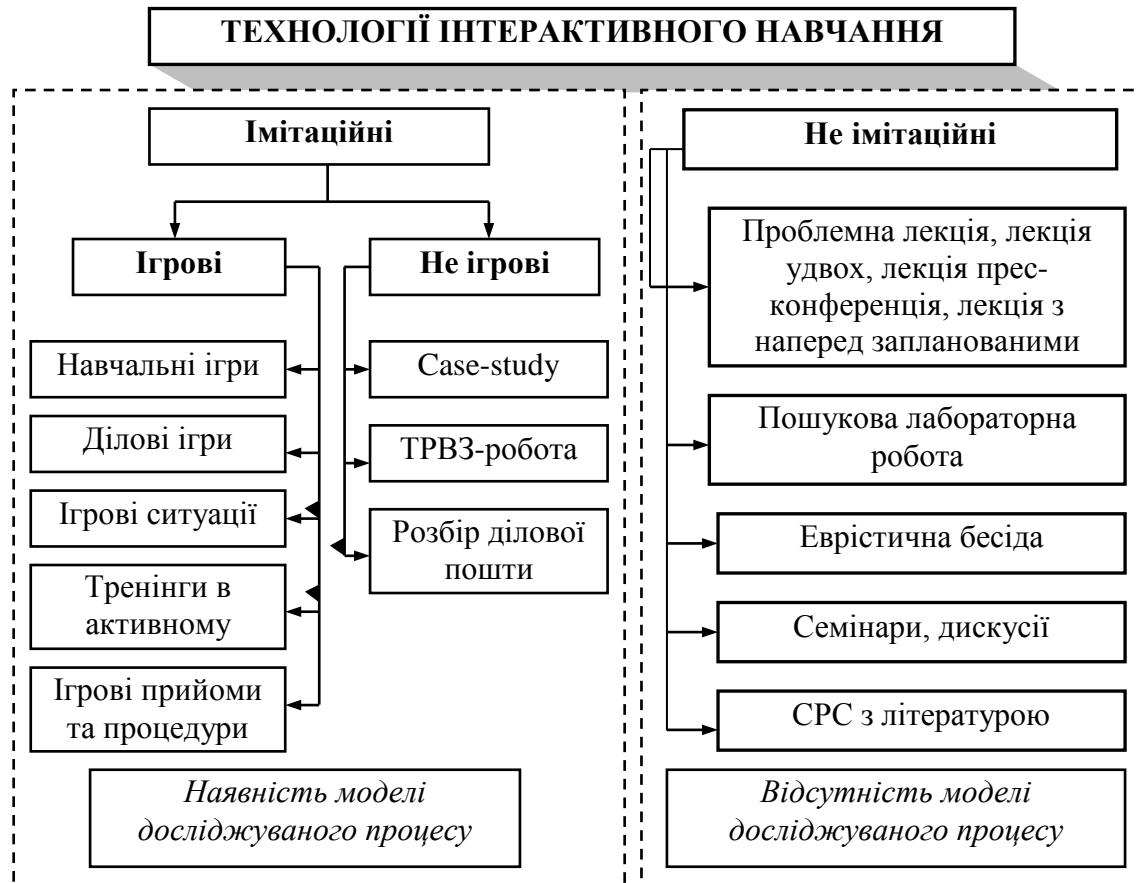 ТЕХНОЛОГІЇ ІНТЕРАКТИВНОГО НАВЧАННЯ
Імітаційні
Ігрові
Не ігрові
Навчальні ігри
Ділові ігри
Ігрові ситуації
Тренінги в
активному
Ігрові прийоми
та процедури
Case-study
ТРВЗ-робота
Розбір ділової
пошти
Наявність моделі
досліджуваного процесу
Не імітаційні
Проблемна лекція, лекція
удвох, лекція прес-
конференція, лекція з
наперед запланованими
Пошукова лабораторна
робота
Еврістична бесіда
Семінари, дискусії
СРС з літературою
Відсутність моделі
досліджуваного процесу